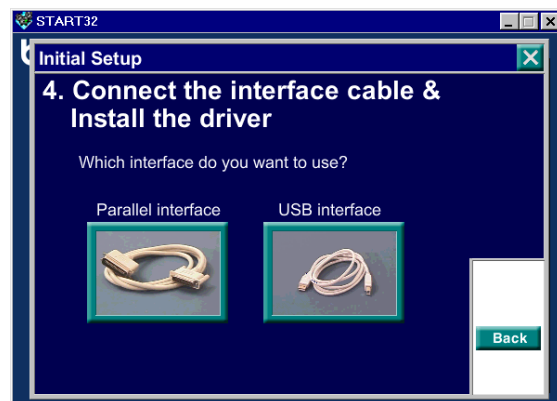 START32
Initial Setup
4. Connect the interface cable &
Install the driver
Which interface do you want to use?
Parallel interface USB interface
Back